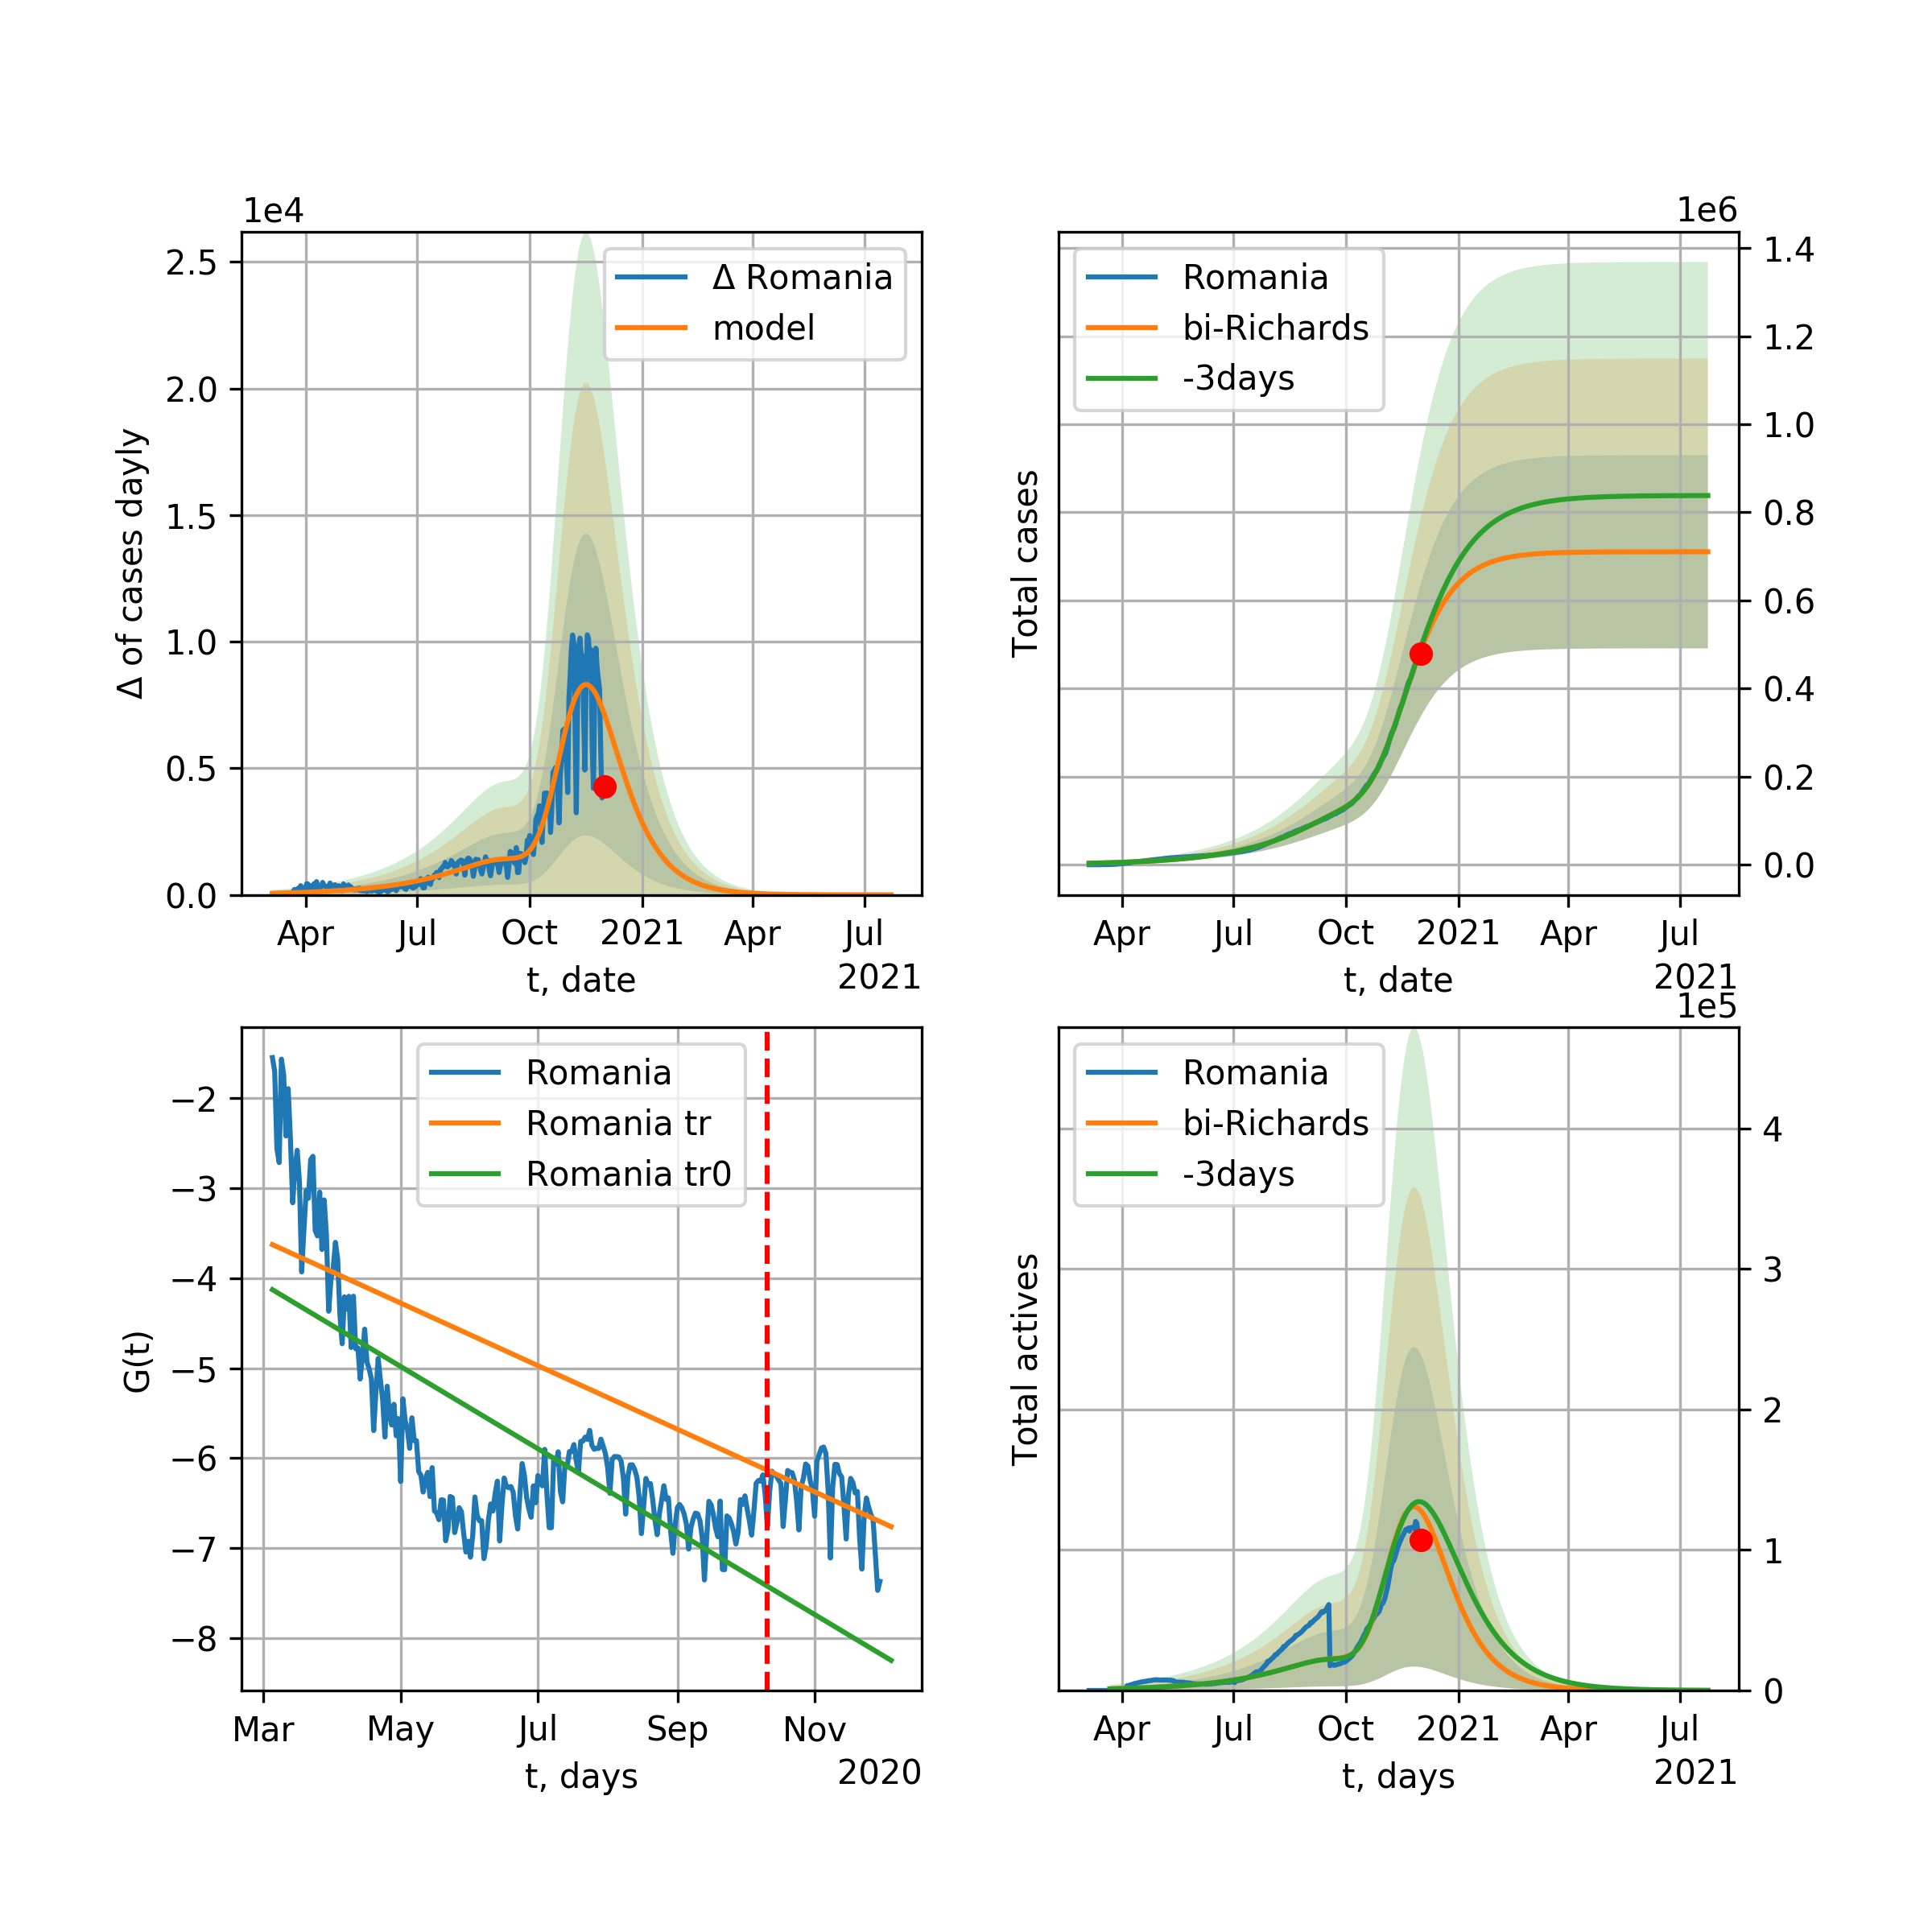 1e4
2.5
2.0
1.5
1.0
0.5
0.0
Δ of cases dayly
Δ Romania
model
Apr Jul Oct 2021 Apr Jul
t, date
2021
1e6
Romania
bi-Richards
-3days
Total cases
1.4
1.2
1.0
0.8
0.6
0.4
0.2
0.0
Apr Jul Oct 2021 Apr Jul
t, date
2021
Romania
Romania tr
Romania tr0
G(t)
−2
−3
−4
−5
−6
−7
−8
Mar May Jul Sep Nov
t, days
2020
1e5
Romania
bi-Richards
-3days
Total actives
4
3
2
1
0
Apr Jul Oct 2021 Apr Jul
t, days
2021